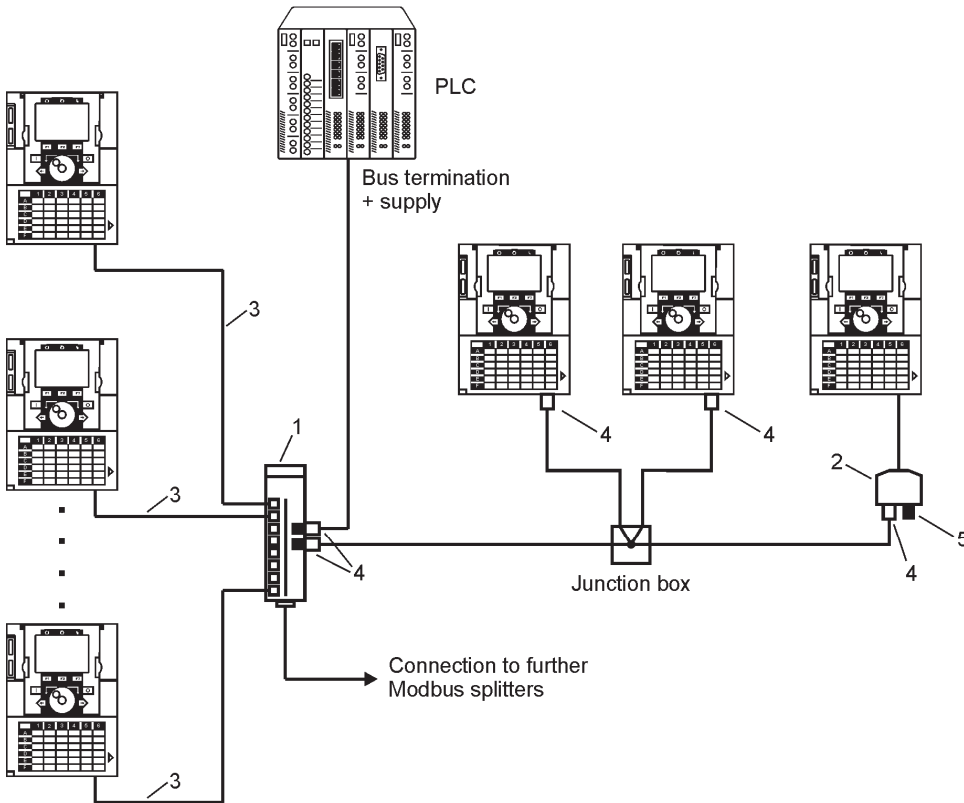 PLC
Bus termination
+ supply
3
1
4
4
2
3
5
4
4
Junction box
Connection to further
Modbus splitters
3